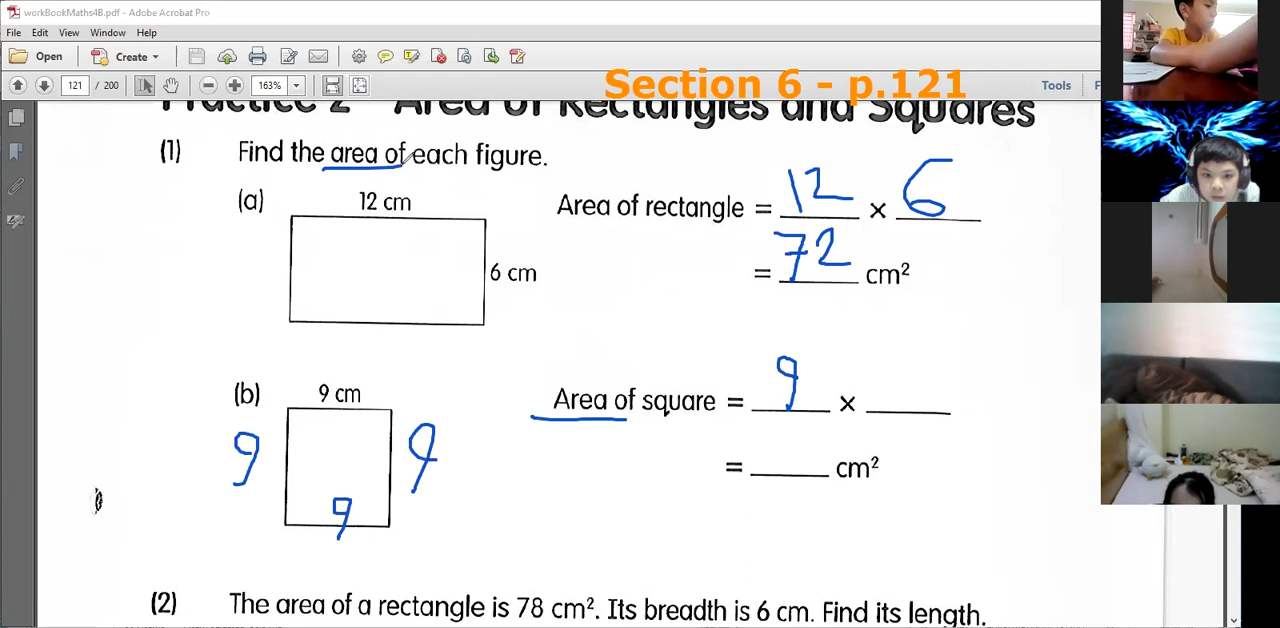 workBookMaths4B.pdf - Adobe Acrobat Pro
File Edit View Window Help
Open Create
121 / 200 163% Tools
Section 6 - p.121
Practice 2 Area of Rectangles and Squares
(1) Find the area of each figure.
(a) 12 cm
6 cm
Area of rectangle = 12 × 6
= 72 cm²
(b) 9 cm
9 9
9
Area of square = 9 × ____
= ____ cm²
(2) The area of a rectangle is 78 cm². Its breadth is 6 cm. Find its length.